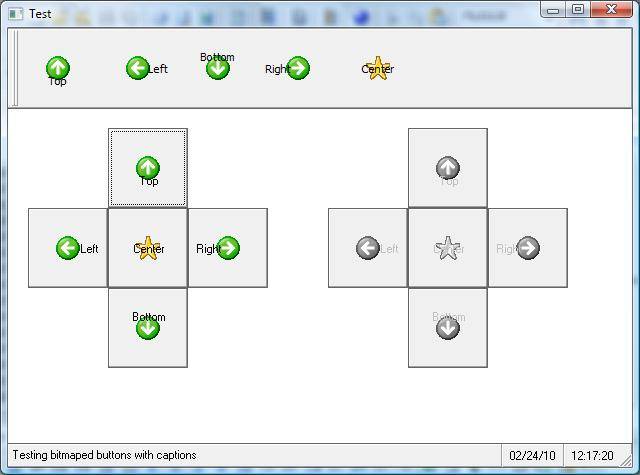 Test
Top
Left
Bottom
Right
Center
Top
Left
Center
Right
Bottom
Top
Left
Center
Right
Bottom
Testing bitmaped buttons with captions
02/24/10
12:17:20